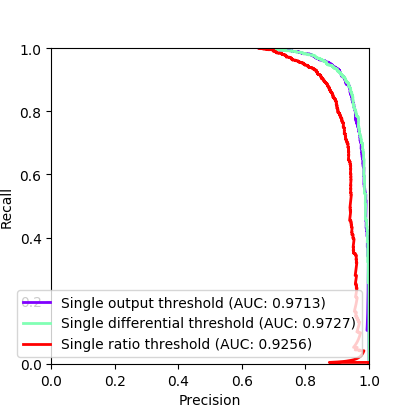 1.0
0.8
0.6
0.4
0.2
0.0
Recall
Single output threshold (AUC: 0.9713)
Single differential threshold (AUC: 0.9727)
Single ratio threshold (AUC: 0.9256)
0.0 0.2 0.4 0.6 0.8 1.0
Precision